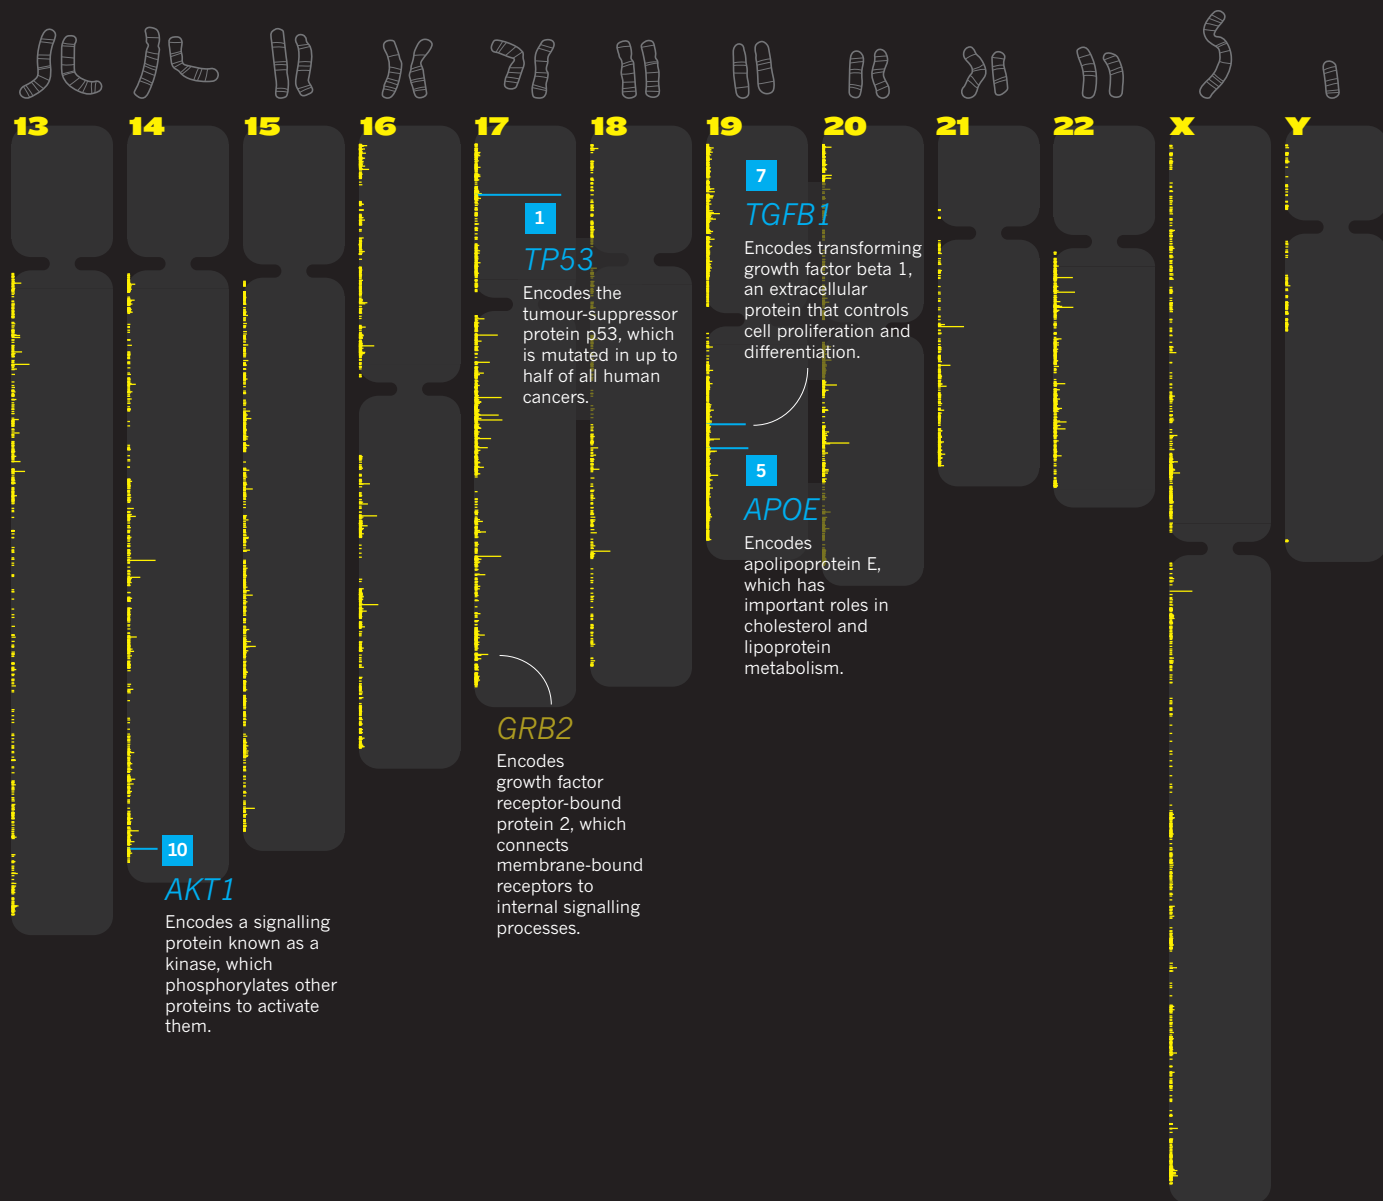 13 14 15 16 17 18 19 20 21 22 X Y
1
TP53
Encodes the
tumour-suppressor
protein p53, which
is mutated in up to
half of all human
cancers.
7
TGFB1
Encodes transforming
growth factor beta 1,
an extracellular
protein that controls
cell proliferation and
differentiation.
5
APOE
Encodes
apolipoprotein E,
which has
important roles in
cholesterol and
lipoprotein
metabolism.
GRB2
Encodes
growth factor
receptor-bound
protein 2, which
connects
membrane-bound
receptors to
internal signalling
processes.
10
AKT1
Encodes a signalling
protein known as a
kinase, which
phosphorylates other
proteins to activate
them.